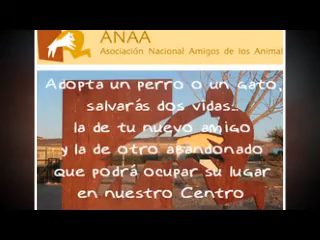 ANAA
Asociación Nacional Amigos de los Animal
Adopta un perro o un gato,
salvarás dos vidas:
la de tu nuevo amigo
y la de otro abandonado
que podrá ocupar su lugar
en nuestro Centro